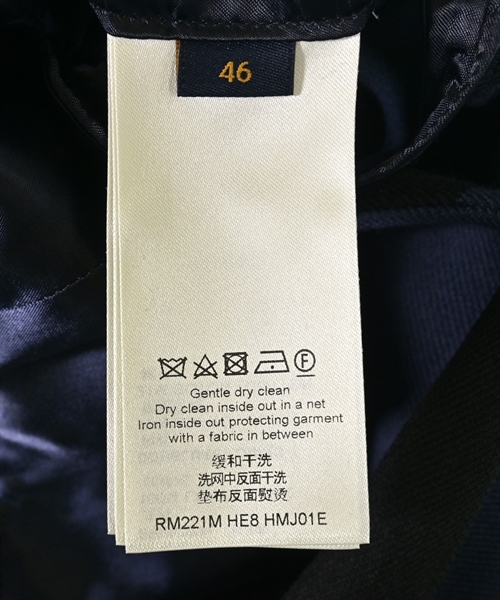 46
F
Gentle dry clean
Dry clean inside out in a net
Iron inside out protecting garment
with a fabric in between
缓和干洗
洗网中反面干洗
垫布反面熨烫
RM221M HE8 HMJ01E